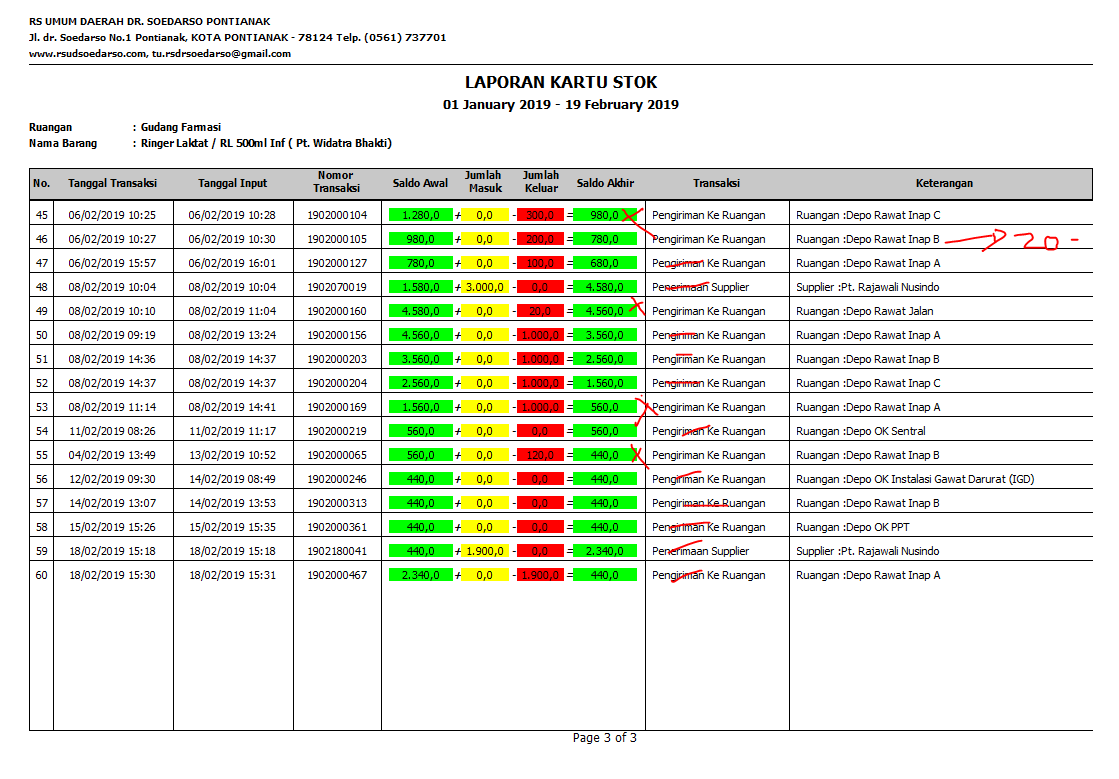 RS UMUM DAERAH DR. SOEDARSO PONTIANAK
Jl. dr. Soedarso No.1 Pontianak, KOTA PONTIANAK - 78124 Telp. (0561) 737701
www.rsudsoedarso.com, tu.rsdrsoedarso@gmail.com
LAPORAN KARTU STOK
01 January 2019 - 19 February 2019
Ruangan : Gudang Farmasi
Nama Barang : Ringer Laktat / RL 500ml Inf ( Pt. Widatra Bhakti)
No. Tanggal Transaksi Tanggal Input Nomor Transaksi Saldo Awal Jumlah Masuk Jumlah Keluar Saldo Akhir Transaksi Keterangan
45 06/02/2019 10:25 06/02/2019 10:28 1902000104 1.280,0 + 0,0 - 300,0 = 980,0 Pengiriman Ke Ruangan Ruangan :Depo Rawat Inap C
46 06/02/2019 10:27 06/02/2019 10:30 1902000105 980,0 + 0,0 - 200,0 = 780,0 Pengiriman Ke Ruangan Ruangan :Depo Rawat Inap B 20 -
47 06/02/2019 15:57 06/02/2019 16:01 1902000127 780,0 + 0,0 - 100,0 = 680,0 Pengiriman Ke Ruangan Ruangan :Depo Rawat Inap A
48 08/02/2019 10:04 08/02/2019 10:04 1902070019 1.580,0 + 3.000,0 - 0,0 = 4.580,0 Penerimaan Supplier Supplier :Pt. Rajawali Nusindo
49 08/02/2019 10:10 08/02/2019 11:04 1902000160 4.580,0 + 0,0 - 20,0 = 4.560,0 Pengiriman Ke Ruangan Ruangan :Depo Rawat Jalan
50 08/02/2019 09:19 08/02/2019 13:24 1902000156 4.560,0 + 0,0 - 1.000,0 = 3.560,0 Pengiriman Ke Ruangan Ruangan :Depo Rawat Inap A
51 08/02/2019 14:36 08/02/2019 14:37 1902000203 3.560,0 + 0,0 - 1.000,0 = 2.560,0 Pengiriman Ke Ruangan Ruangan :Depo Rawat Inap B
52 08/02/2019 14:37 08/02/2019 14:37 1902000204 2.560,0 + 0,0 - 1.000,0 = 1.560,0 Pengiriman Ke Ruangan Ruangan :Depo Rawat Inap C
53 08/02/2019 11:14 08/02/2019 14:41 1902000169 1.560,0 + 0,0 - 1.000,0 = 560,0 Pengiriman Ke Ruangan Ruangan :Depo Rawat Inap A
54 11/02/2019 08:26 11/02/2019 11:17 1902000219 560,0 + 0,0 - 0,0 = 560,0 Pengiriman Ke Ruangan Ruangan :Depo OK Sentral
55 04/02/2019 13:49 13/02/2019 10:52 1902000065 560,0 + 0,0 - 120,0 = 440,0 Pengiriman Ke Ruangan Ruangan :Depo Rawat Inap B
56 12/02/2019 09:30 14/02/2019 08:49 1902000246 440,0 + 0,0 - 0,0 = 440,0 Pengiriman Ke Ruangan Ruangan :Depo OK Instalasi Gawat Darurat (IGD)
57 14/02/2019 13:07 14/02/2019 13:53 1902000313 440,0 + 0,0 - 0,0 = 440,0 Pengiriman Ke Ruangan Ruangan :Depo Rawat Inap B
58 15/02/2019 15:26 15/02/2019 15:35 1902000361 440,0 + 0,0 - 0,0 = 440,0 Pengiriman Ke Ruangan Ruangan :Depo OK PPT
59 18/02/2019 15:18 18/02/2019 15:18 1902180041 440,0 + 1.900,0 - 0,0 = 2.340,0 Penerimaan Supplier Supplier :Pt. Rajawali Nusindo
60 18/02/2019 15:30 18/02/2019 15:31 1902000467 2.340,0 + 0,0 - 1.900,0 = 440,0 Pengiriman Ke Ruangan Ruangan :Depo Rawat Inap A
Page 3 of 3